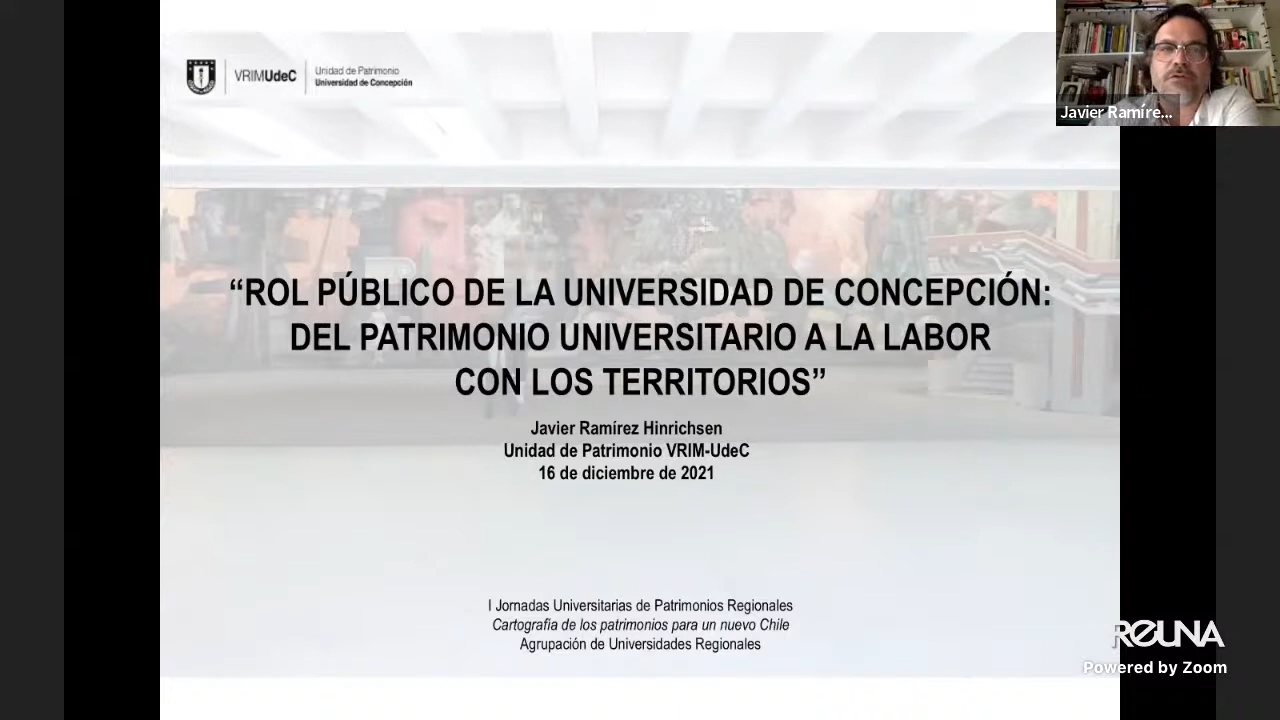 VRIMUdeC
Unidad de Patrimonio
Universidad de Concepción
Javier Ramíre...
“ROL PÚBLICO DE LA UNIVERSIDAD DE CONCEPCIÓN:
DEL PATRIMONIO UNIVERSITARIO A LA LABOR
CON LOS TERRITORIOS”
Javier Ramírez Hinrichsen
Unidad de Patrimonio VRIM-UdeC
16 de diciembre de 2021
I Jornadas Universitarias de Patrimonios Regionales
Cartografía de los patrimonios para un nuevo Chile
Agrupación de Universidades Regionales
REUNA
Powered by Zoom